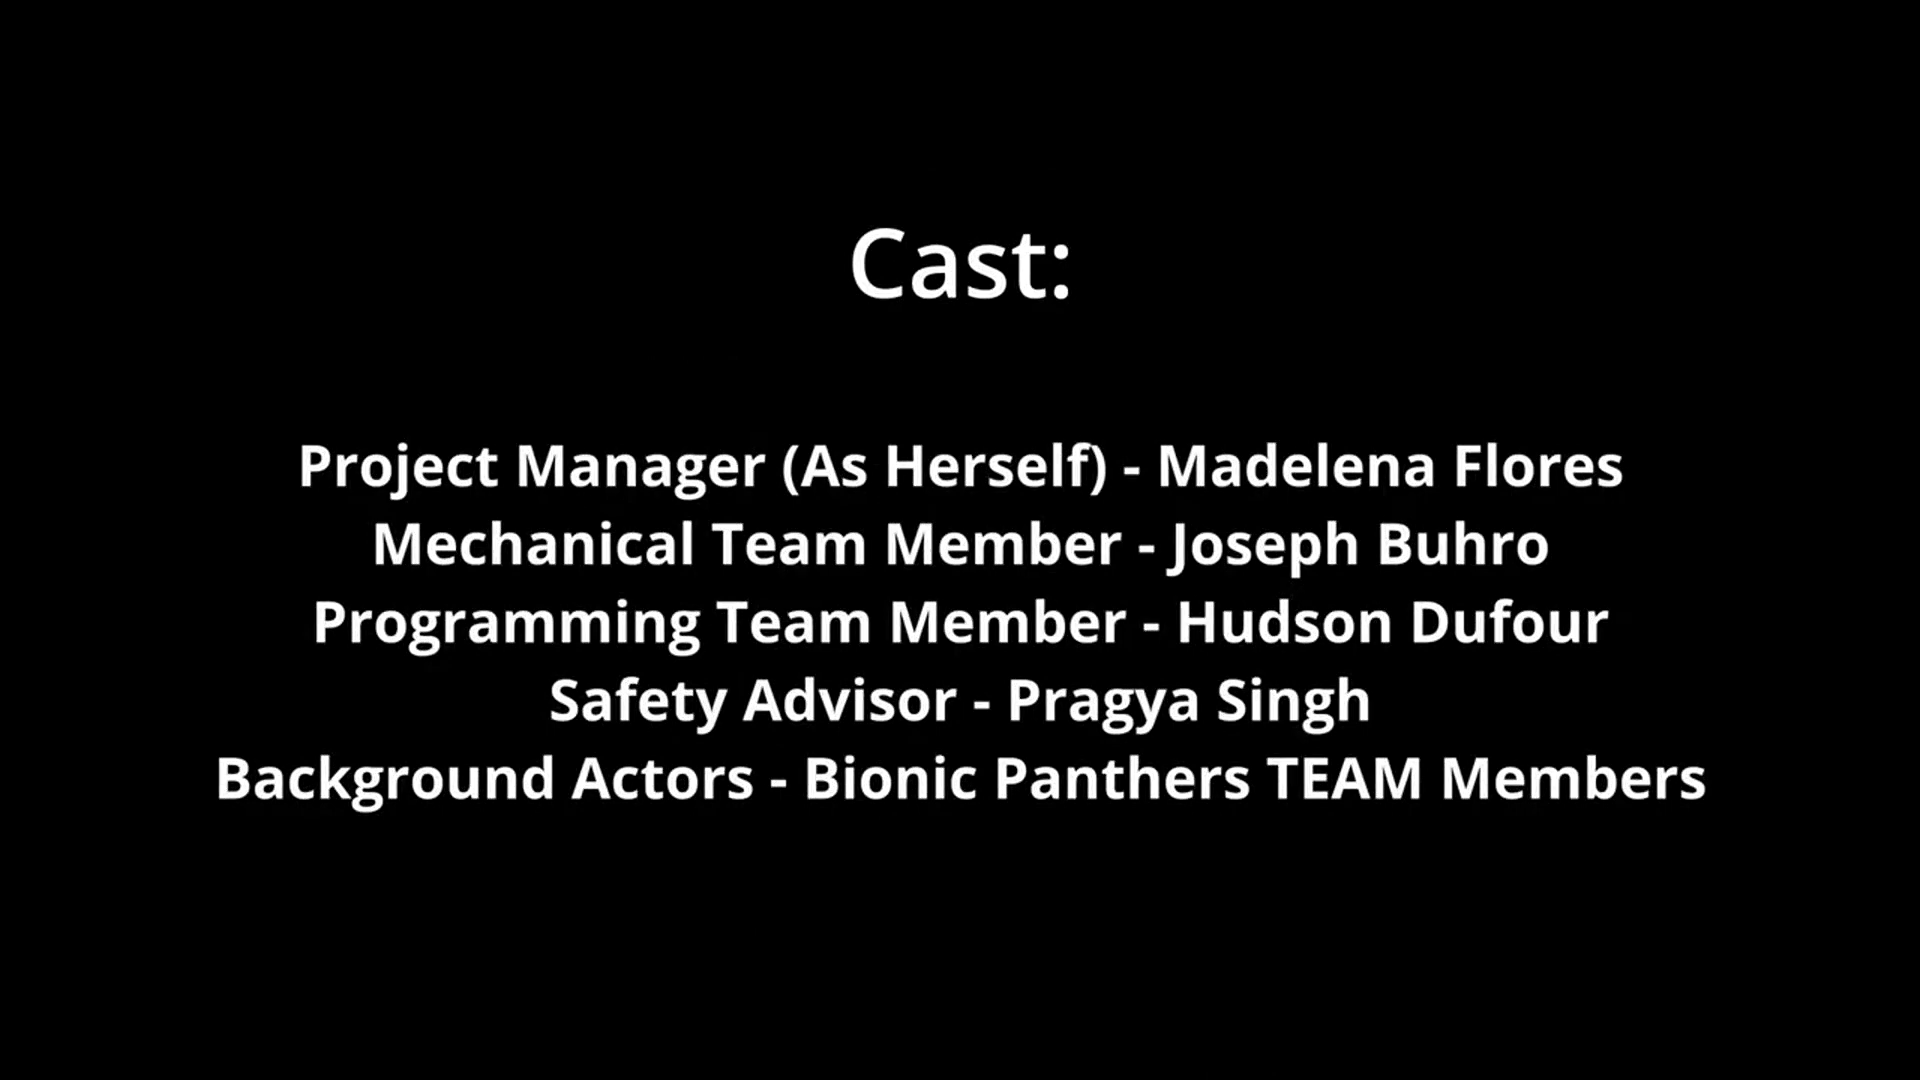 Cast:
Project Manager (As Herself) - Madelena Flores
Mechanical Team Member - Joseph Buhro
Programming Team Member - Hudson Dufour
Safety Advisor - Pragya Singh
Background Actors - Bionic Panthers TEAM Members